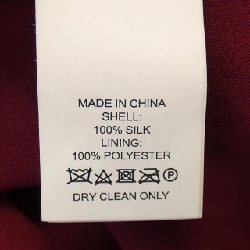 MADE IN CHINA
SHELL:
100% SILK
LINING:
100% POLYESTER
DRY CLEAN ONLY